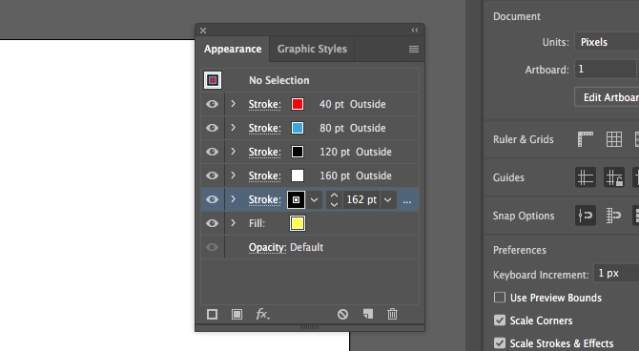 Appearance Graphic Styles
No Selection
Stroke: 40 pt Outside
Stroke: 80 pt Outside
Stroke: 120 pt Outside
Stroke: 160 pt Outside
Stroke: 162 pt ...
Fill:
Opacity: Default
fx.
Document
Units: Pixels
Artboard: 1
Edit Artboar
Ruler & Grids
Guides
Snap Options
Preferences
Keyboard Increment: 1 px
Use Preview Bounds
Scale Corners
Scale Strokes & Effects